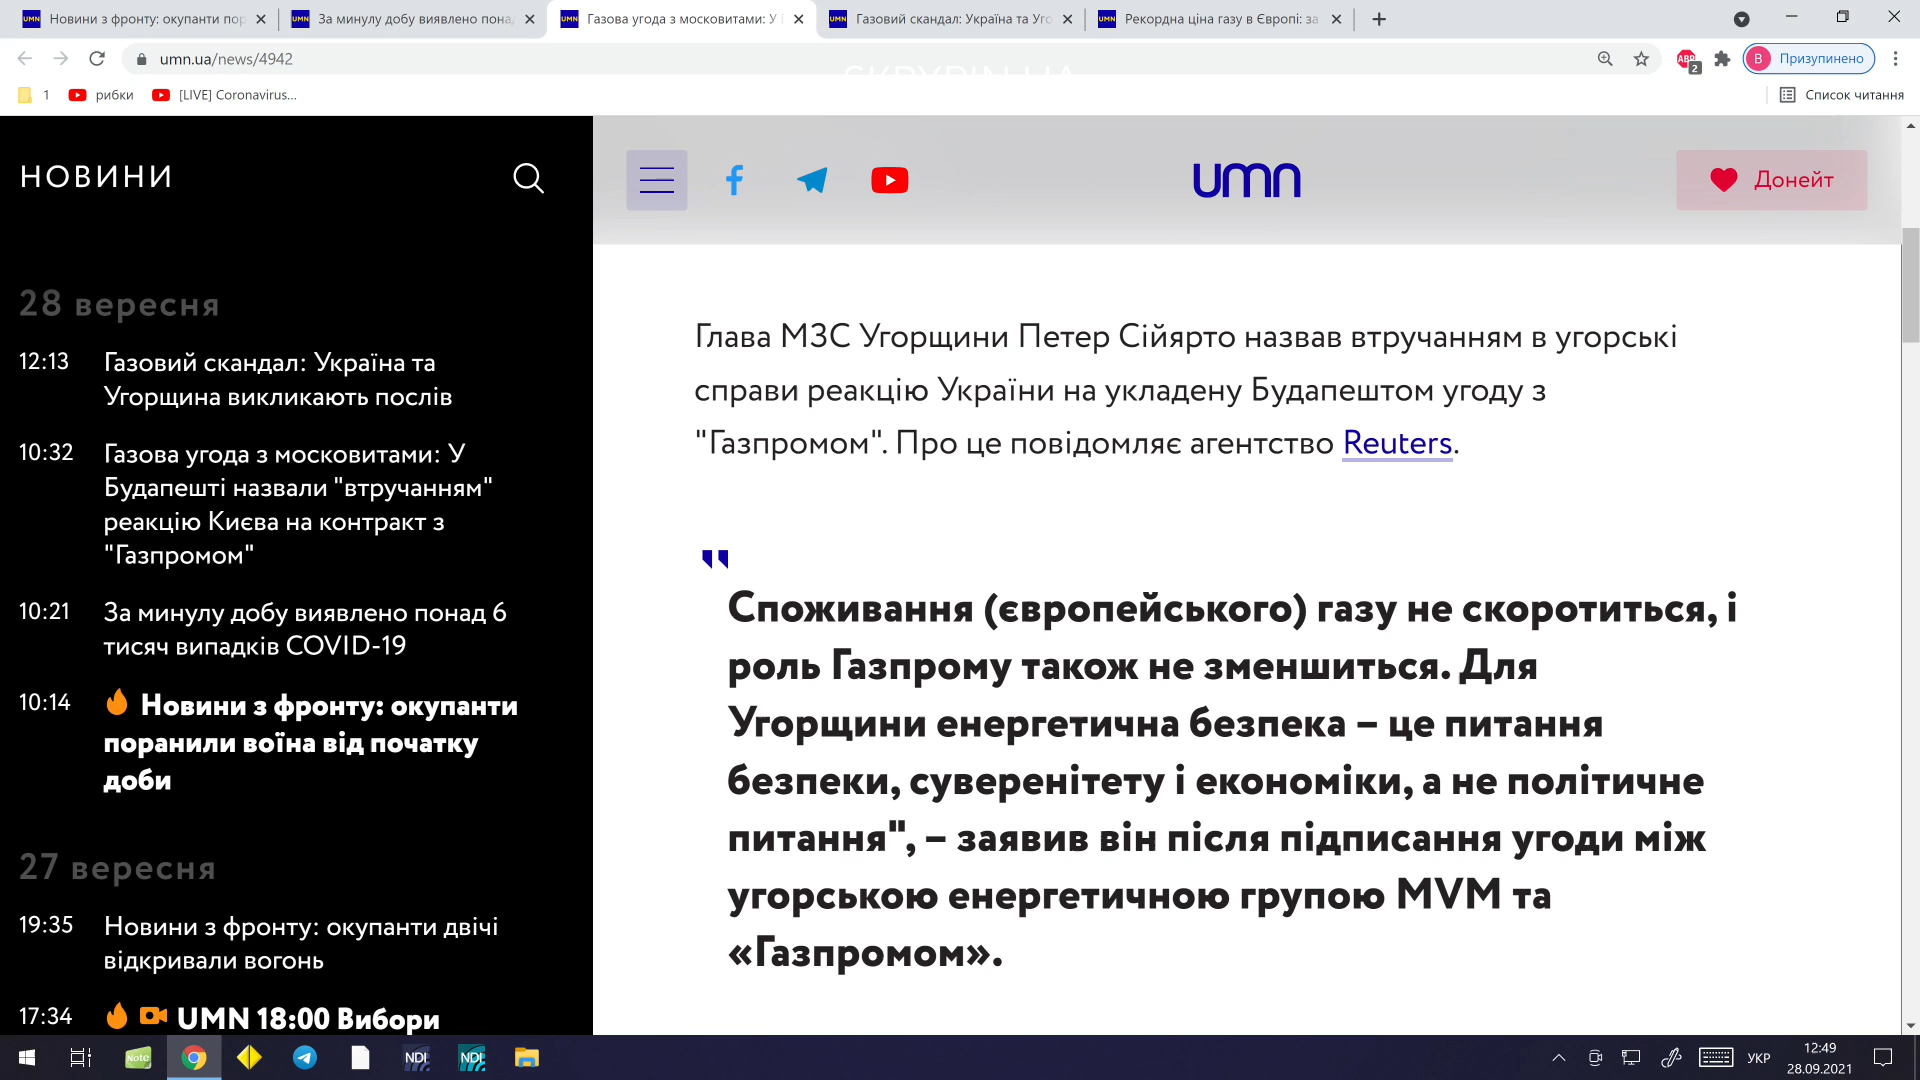 Новини з фронту: окупанти пор
За минулу добу виявлено пона
Газова угода з московитами: У
Газовий скандал: Україна та Уго
Рекордна ціна газу в Європі: за
umn.ua/news/4942
SKRYPIN.UA
ABP
2
B
Призупинено
1
рибки
[LIVE] Coronavirus...
Список читання
НОВИНИ
umn
Донейт
28 вересня
12:13
Газовий скандал: Україна та
Угорщина викликають послів
10:32
Газова угода з московитами: У
Будапешті назвали "втручанням"
реакцію Києва на контракт з
"Газпромом"
10:21
За минулу добу виявлено понад 6
тисяч випадків COVID-19
10:14
Новини з фронту: окупанти
поранили воїна від початку
доби
27 вересня
19:35
Новини з фронту: окупанти двічі
відкривали вогонь
17:34
UMN 18:00 Вибори
Глава МЗС Угорщини Петер Сійярто назвав втручанням в угорські
справи реакцію України на укладену Будапештом угоду з
"Газпромом". Про це повідомляє агентство Reuters.
Споживання (європейського) газу не скоротиться, і
роль Газпрому також не зменшиться. Для
Угорщини енергетична безпека – це питання
безпеки, суверенітету і економіки, а не політичне
питання", – заявив він після підписання угоди між
угорською енергетичною групою MVM та
«Газпромом».
Note
NDI
NDI
УКР
12:49
28.09.2021